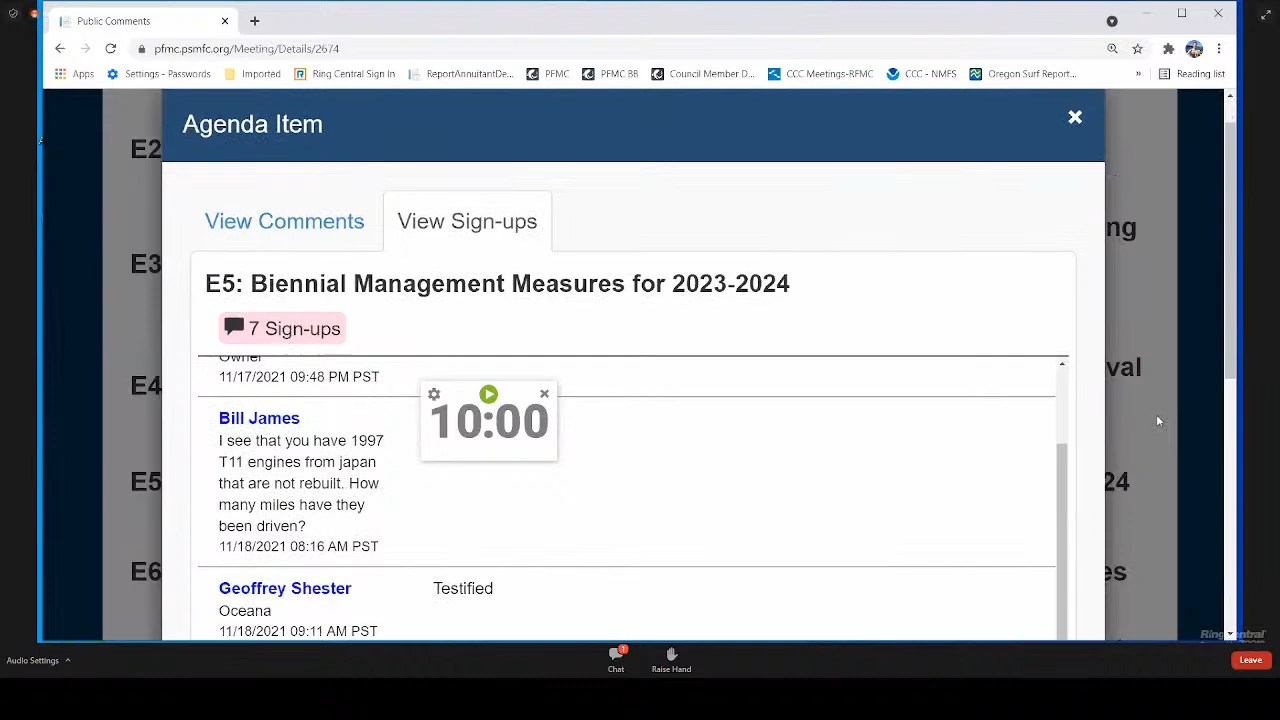 Public Comments
pfmc.psmfc.org/Meeting/Details/2674
Apps Settings - Passwords Imported Ring Central Sign In ReportAnnuitante... PFMC PFMC BB Council Member D... CCC Meetings-RFMC CCC - NMFS Oregon Surf Report... » Reading list
Agenda Item
E2
View Comments View Sign-ups
ng
E3
E5: Biennial Management Measures for 2023-2024
7 Sign-ups
Owner
11/17/2021 09:48 PM PST
val
E4
10:00
Bill James
I see that you have 1997
T11 engines from japan
that are not rebuilt. How
many miles have they
been driven?
11/18/2021 08:16 AM PST
E5
24
E6
es
Geoffrey Shester Testified
Oceana
11/18/2021 09:11 AM PST
RingCentral
Audio Settings
1
Chat
Raise Hand
Leave